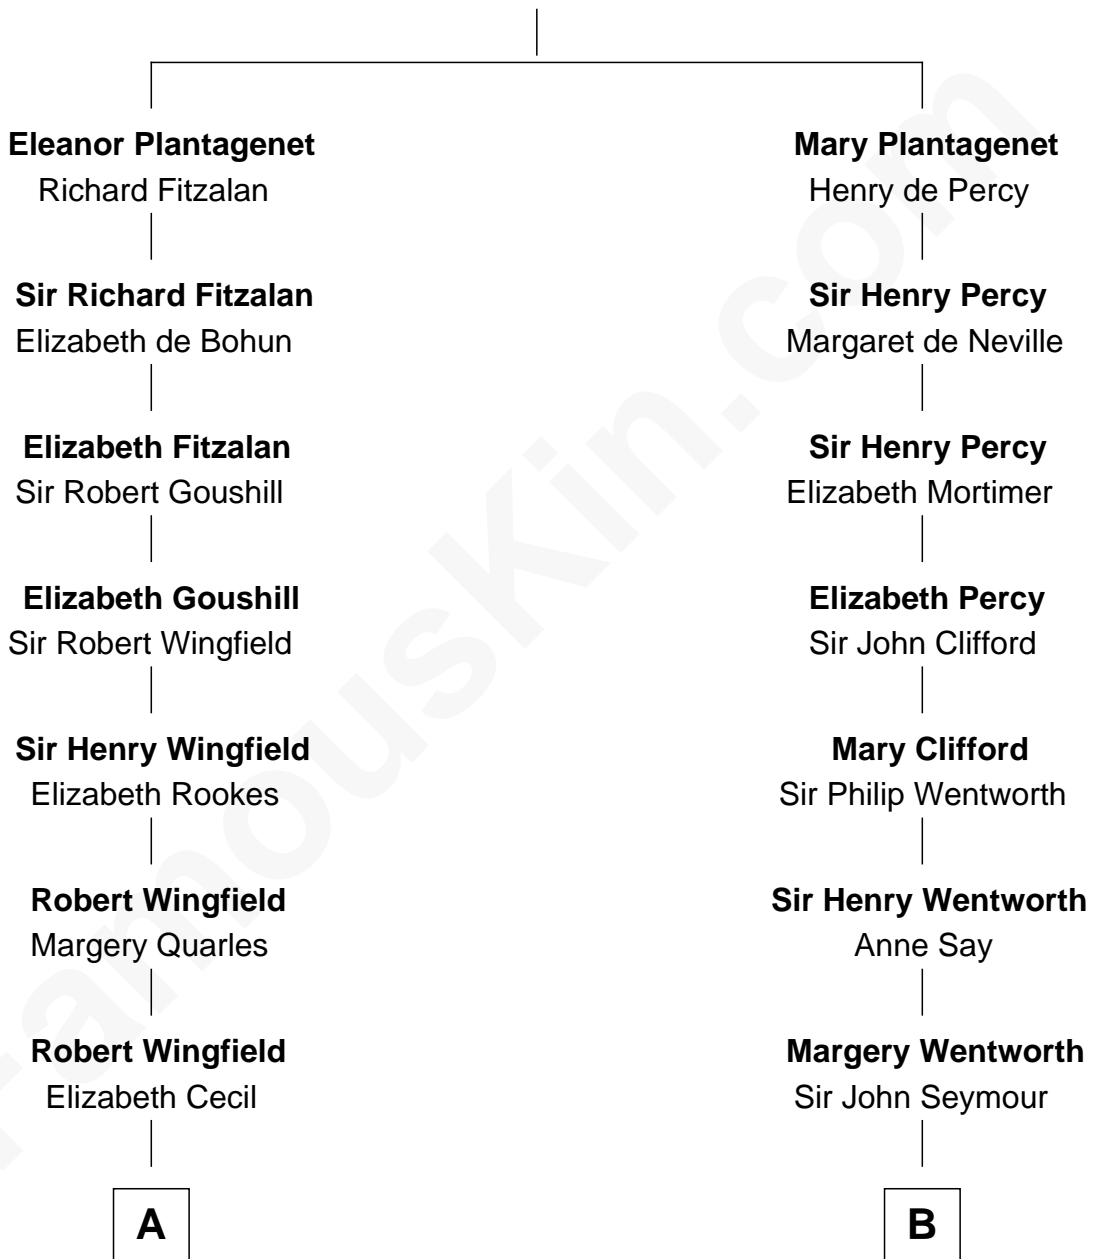 Eleanor Plantagenet
Richard Fitzalan
Sir Richard Fitzalan
Elizabeth de Bohun
Elizabeth Fitzalan
Sir Robert Goushill
Elizabeth Goushill
Sir Robert Wingfield
Sir Henry Wingfield
Elizabeth Rookes
Robert Wingfield
Margery Quarles
Robert Wingfield
Elizabeth Cecil
A
Mary Plantagenet
Henry de Percy
Sir Henry Percy
Margaret de Neville
Sir Henry Percy
Elizabeth Mortimer
Elizabeth Percy
Sir John Clifford
Mary Clifford
Sir Philip Wentworth
Sir Henry Wentworth
Anne Say
Margery Wentworth
Sir John Seymour
B
FamousKin.com